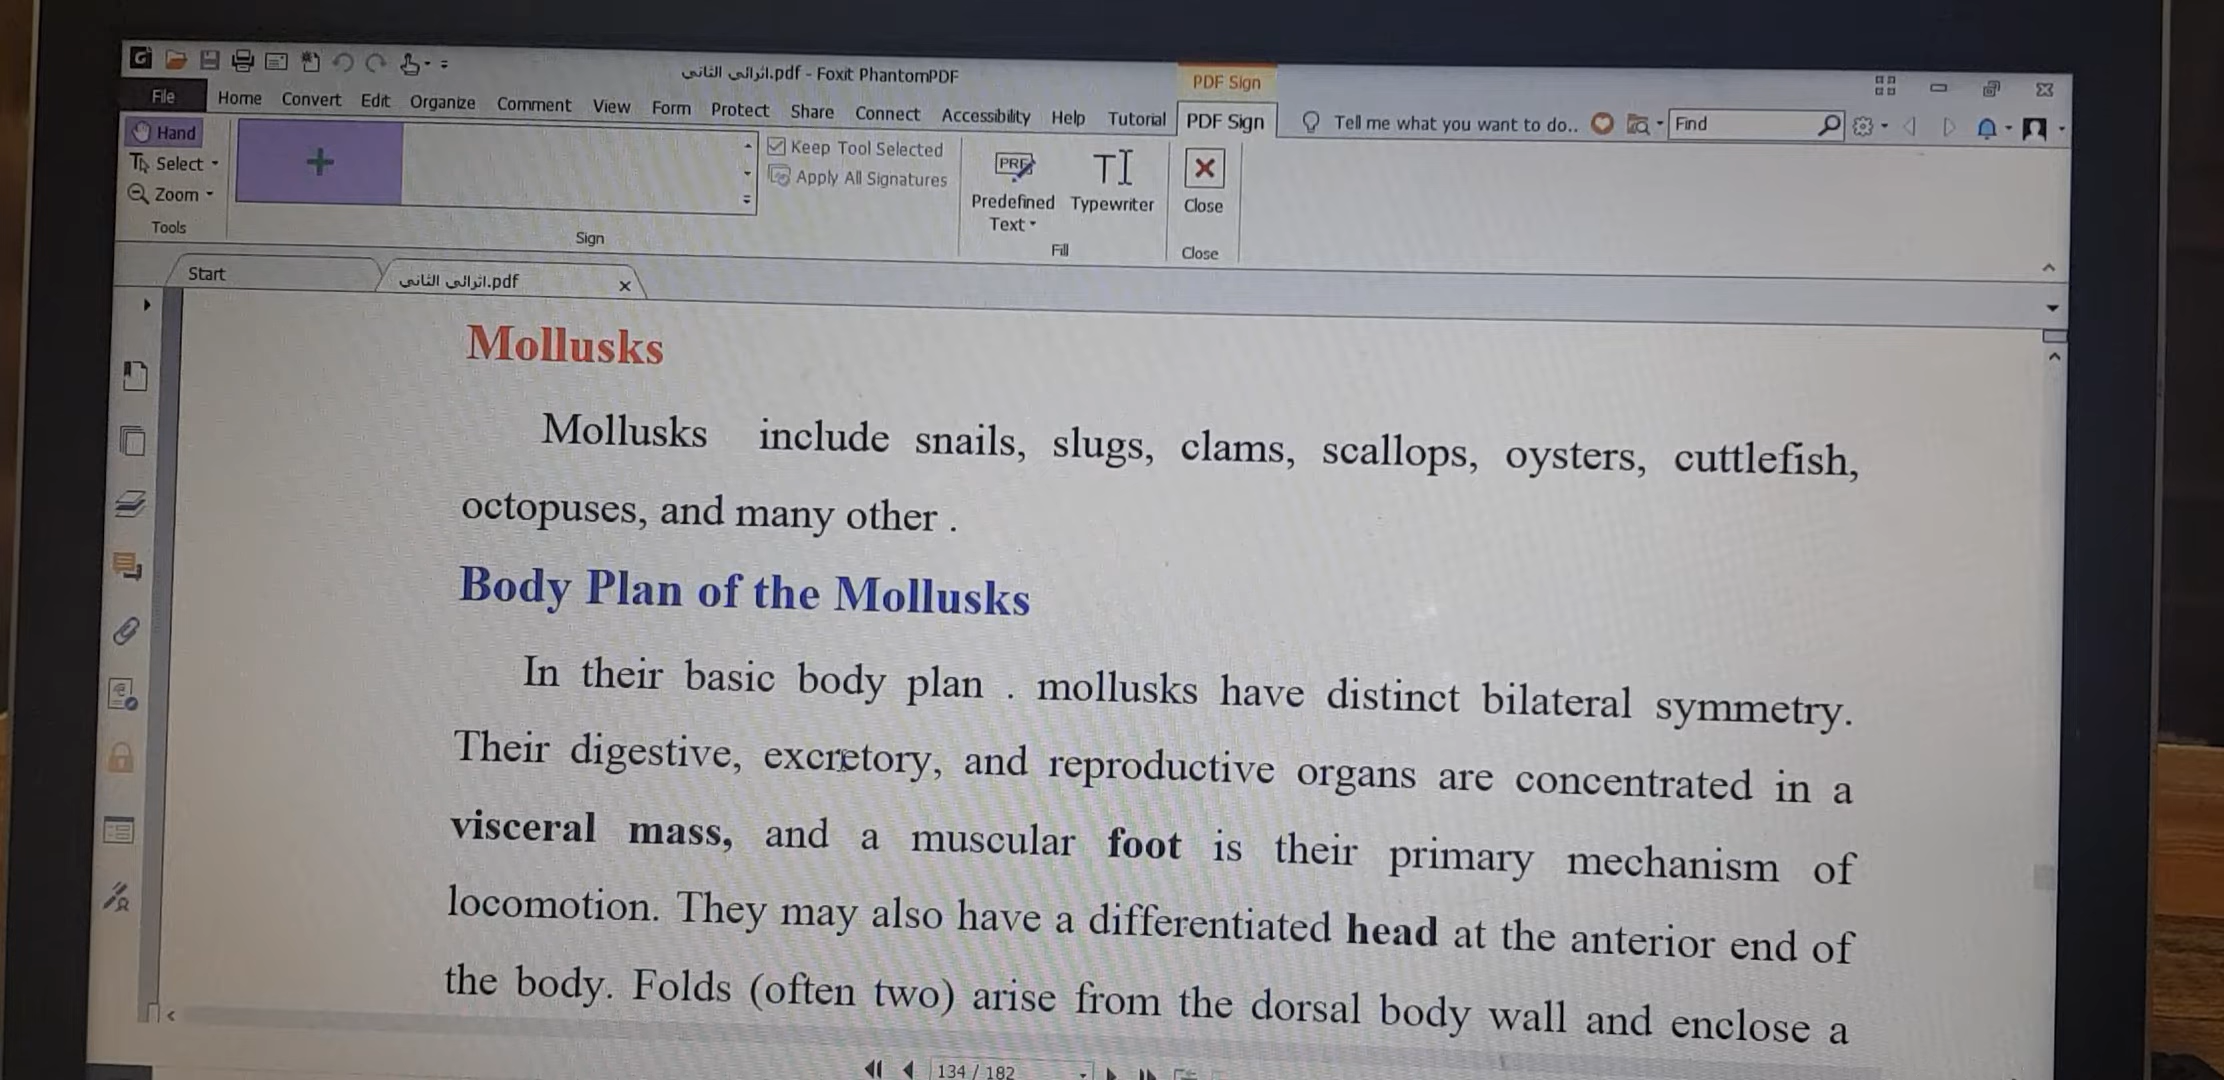 اثرائي الثاني.pdf - Foxit PhantomPDF
PDF Sign
File Home Convert Edit Organize Comment View Form Protect Share Connect Accessibility Help Tutorial PDF Sign Tell me what you want to do.. Find
Hand
Select
Zoom
Tools
Keep Tool Selected
Apply All Signatures
Sign
PRE
Predefined Text
TI
Typewriter
Fill
Close
Close
Start
اثرائي الثاني.pdf
Mollusks
Mollusks include snails, slugs, clams, scallops, oysters, cuttlefish,
octopuses, and many other .
Body Plan of the Mollusks
In their basic body plan . mollusks have distinct bilateral symmetry.
Their digestive, excretory, and reproductive organs are concentrated in a
visceral mass, and a muscular foot is their primary mechanism of
locomotion. They may also have a differentiated head at the anterior end of
the body. Folds (often two) arise from the dorsal body wall and enclose a
134 / 182